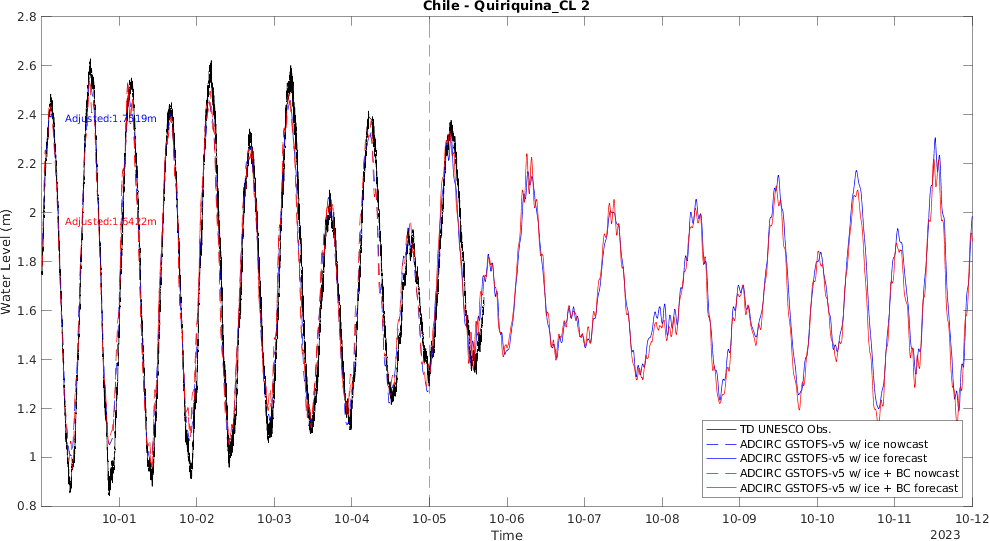 Chile - Quiriquina_CL 2
2.8
2.6
2.4
2.2
2
1.8
1.6
1.4
1.2
1
0.8
Water Level (m)
Adjusted:1.7519m
Adjusted:1.6422m
TD UNESCO Obs.
ADCIRC GSTOFS-v5 w/ ice nowcast
ADCIRC GSTOFS-v5 w/ ice forecast
ADCIRC GSTOFS-v5 w/ ice + BC nowcast
ADCIRC GSTOFS-v5 w/ ice + BC forecast
10-01 10-02 10-03 10-04 10-05 10-06 10-07 10-08 10-09 10-10 10-11 10-12
Time
2023